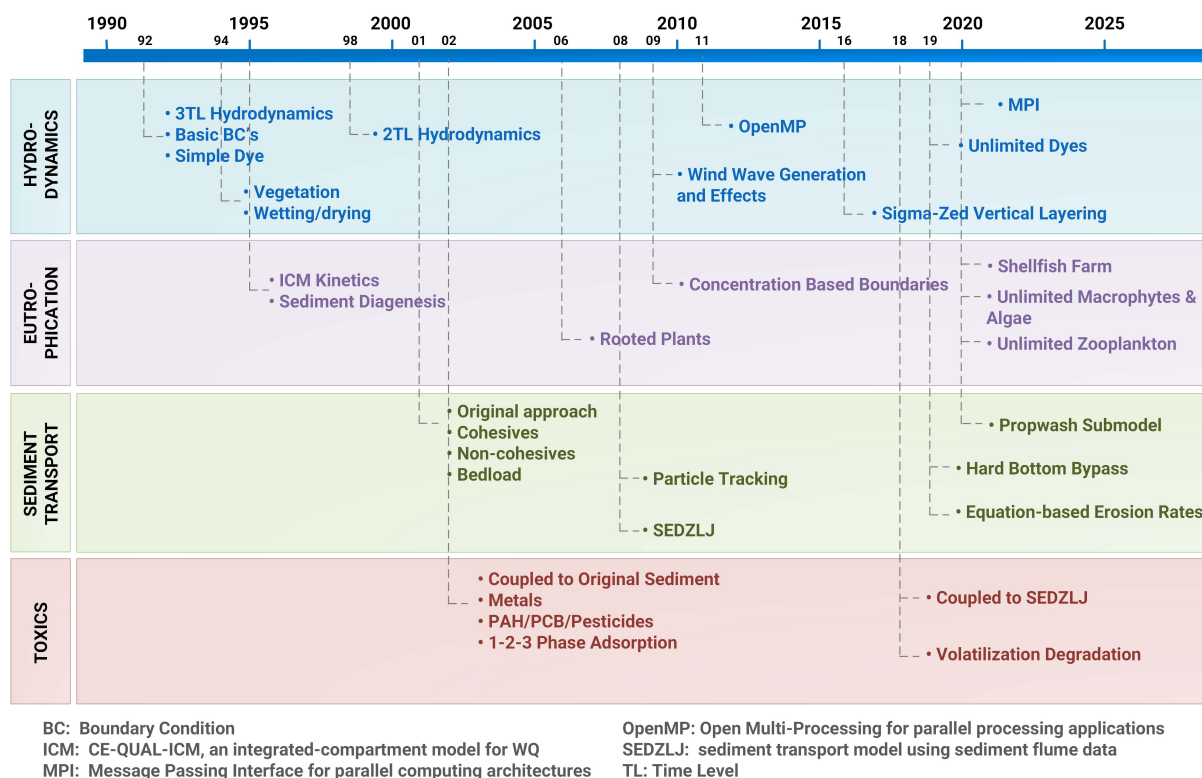 1990 1995 2000 2005 2010 2015 2020 2025
92 94 98 01 02 06 08 09 11 16 18 19
HYDRO-
DYNAMICS
• 3TL Hydrodynamics
• Basic BC's
• Simple Dye
• Vegetation
• Wetting/drying
• 2TL Hydrodynamics
• OpenMP
• Wind Wave Generation
and Effects
• Sigma-Zed Vertical Layering
• MPI
• Unlimited Dyes
EUTRO-
PHICATION
• ICM Kinetics
• Sediment Diagenesis
• Rooted Plants
• Concentration Based Boundaries
• Shellfish Farm
• Unlimited Macrophytes &
Algae
• Unlimited Zooplankton
SEDIMENT
TRANSPORT
• Original approach
• Cohesives
• Non-cohesives
• Bedload
• Particle Tracking
• SEDZLJ
• Propwash Submodel
• Hard Bottom Bypass
• Equation-based Erosion Rates
TOXICS
• Coupled to Original Sediment
• Metals
• PAH/PCB/Pesticides
• 1-2-3 Phase Adsorption
• Coupled to SEDZLJ
• Volatilization Degradation
BC: Boundary Condition
ICM: CE-QUAL-ICM, an integrated-compartment model for WQ
MPI: Message Passing Interface for parallel computing architectures
OpenMP: Open Multi-Processing for parallel processing applications
SEDZLJ: sediment transport model using sediment flume data
TL: Time Level